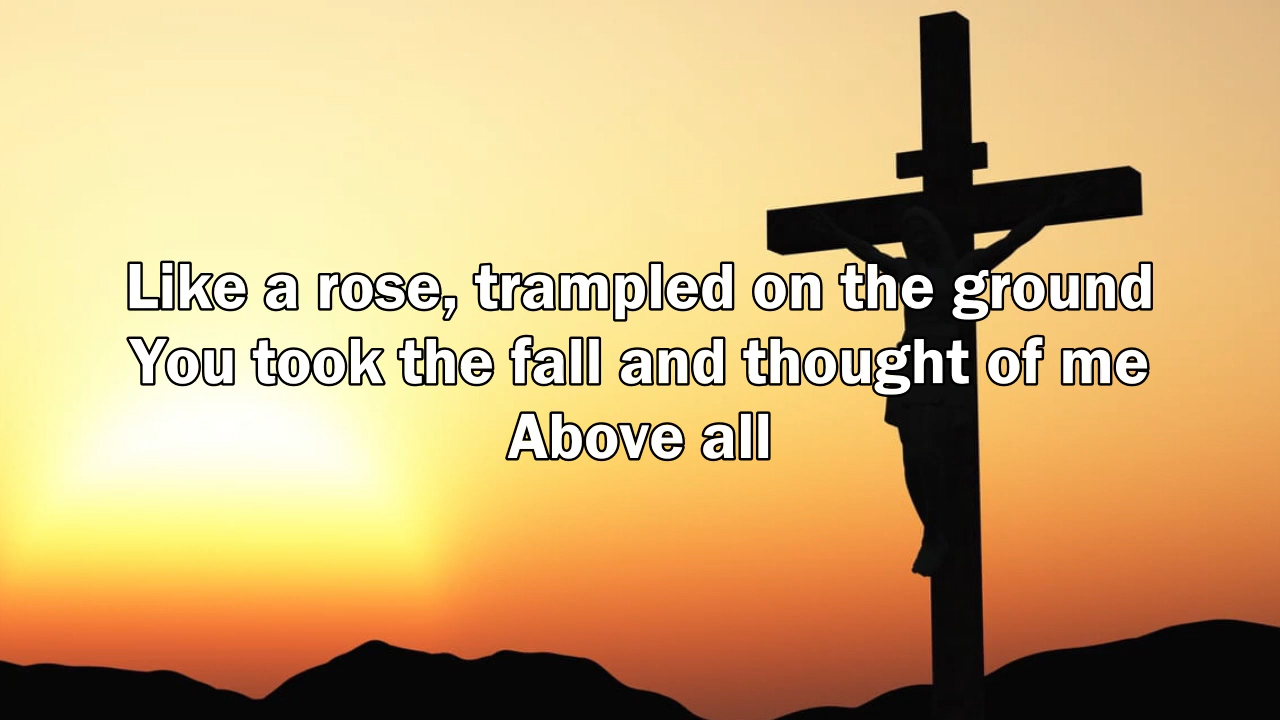 Like a rose, trampled on the ground
You took the fall and thought of me
Above all